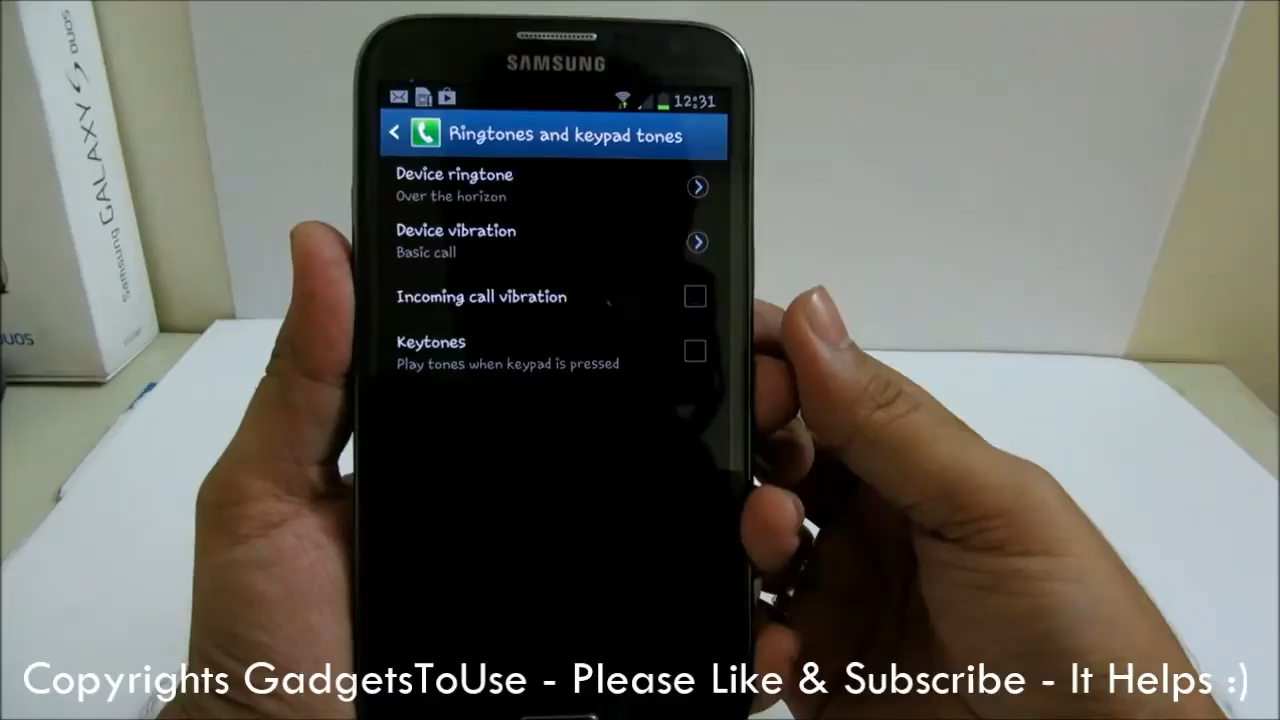 Samsung GALAXY S DUOS
DUOS
SAMSUNG
12:31
Ringtones and keypad tones
Device ringtone
Over the horizon
Device vibration
Basic call
Incoming call vibration
Keytones
Play tones when keypad is pressed
Copyrights GadgetsToUse - Please Like & Subscribe - It Helps :)